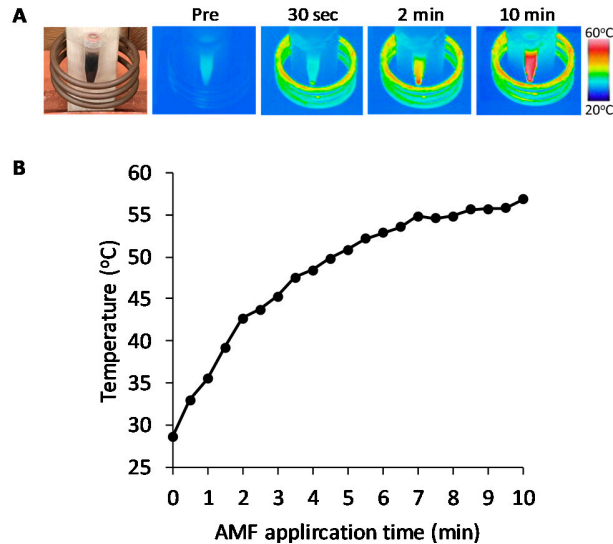 A
Pre
30 sec
2 min
10 min
60°C
20°C
B
60
55
50
45
40
35
30
25
Temperature (°C)
0 1 2 3 4 5 6 7 8 9 10
AMF applircation time (min)